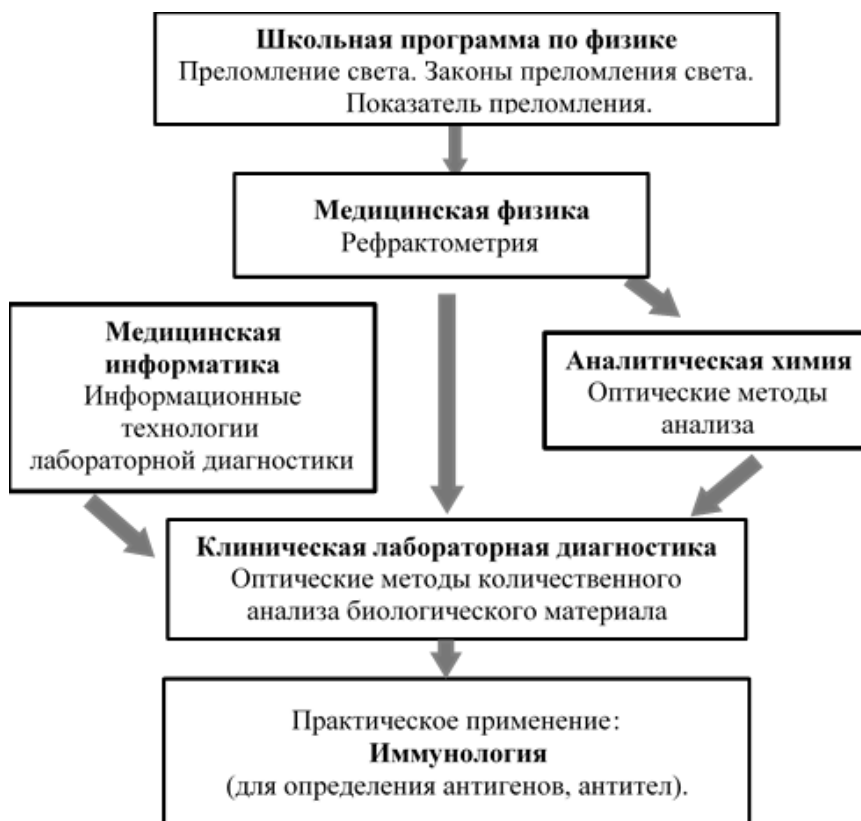 Школьная программа по физике
Преломление света. Законы преломления света.
Показатель преломления.
Медицинская физика
Рефрактометрия
Медицинская
информатика
Информационные
технологии
лабораторной диагностики
Аналитическая химия
Оптические методы
анализа
Клиническая лабораторная диагностика
Оптические методы количественного
анализа биологического материала
Практическое применение:
Иммунология
(для определения антигенов, антител).